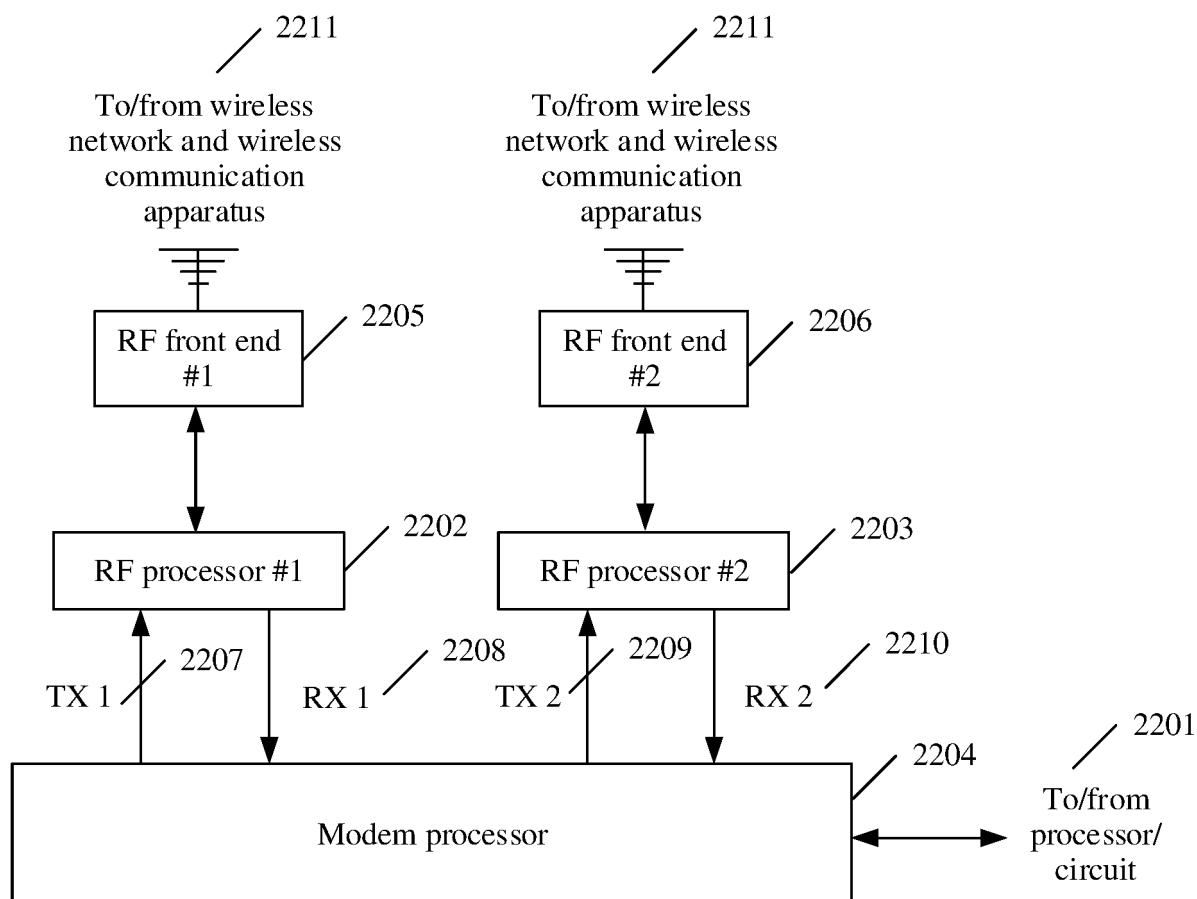 2211
2211
To/from wireless
network and wireless
communication
apparatus
To/from wireless
network and wireless
communication
apparatus
2205
RF front end
#1
2206
RF front end
#2
2202
RF processor #1
2203
RF processor #2
2207
TX 1
2208
RX 1
2209
TX 2
2210
RX 2
2201
2204
To/from
processor/
circuit
Modem processor